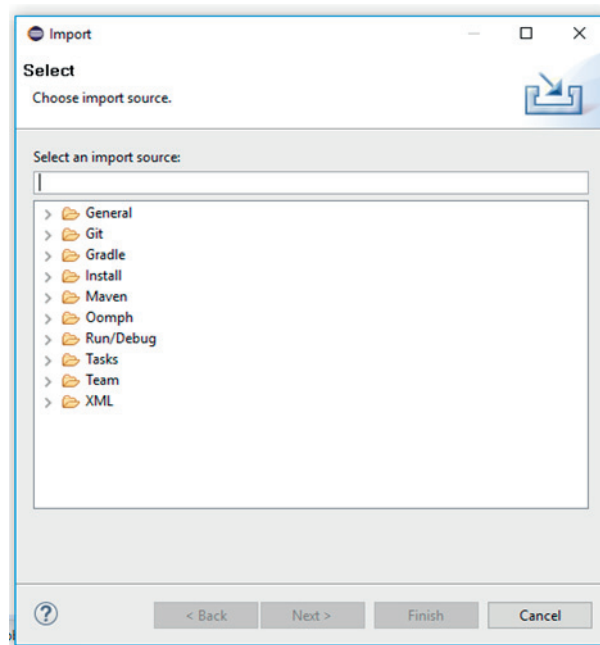 Import
Select
Choose import source.
Select an import source:
General
Git
Gradle
Install
Maven
Oomph
Run/Debug
Tasks
Team
XML
? < Back Next > Finish Cancel